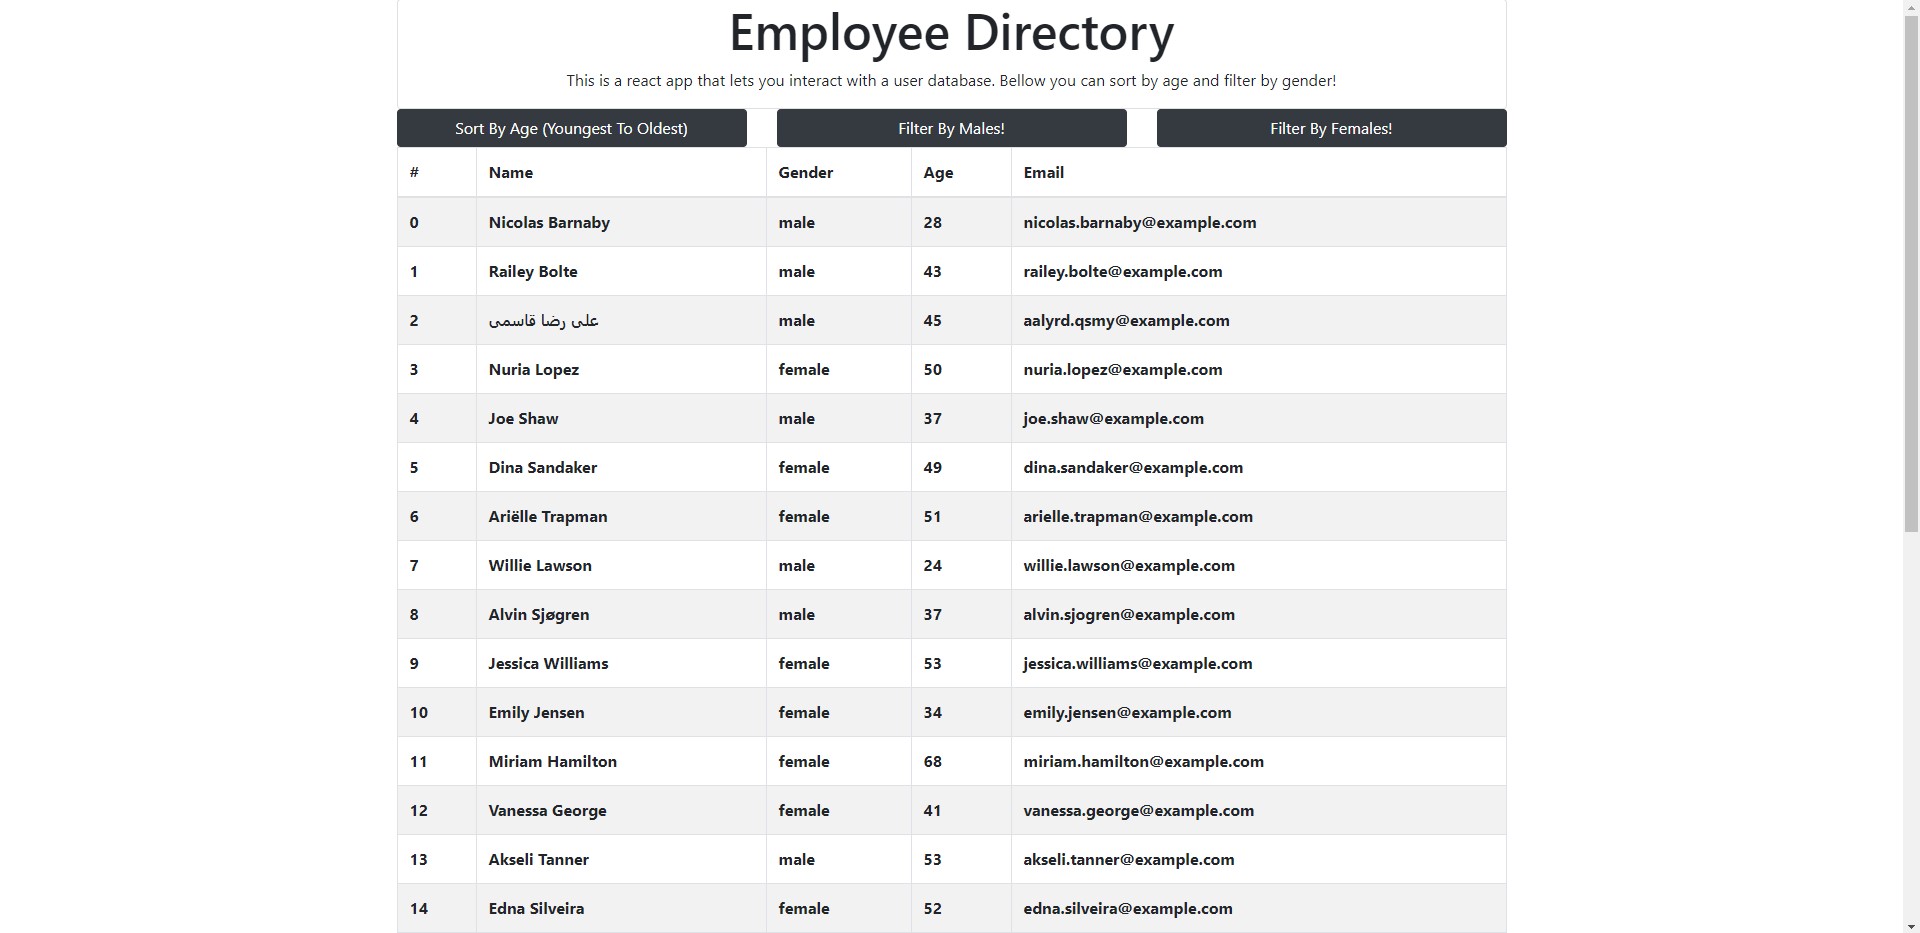 Employee Directory
This is a react app that lets you interact with a user database. Bellow you can sort by age and filter by gender!
Sort By Age (Youngest To Oldest) Filter By Males! Filter By Females!
# Name Gender Age Email
0 Nicolas Barnaby male 28 nicolas.barnaby@example.com
1 Railey Bolte male 43 railey.bolte@example.com
2 علی رضا قاسمی male 45 aalyrd.qsmy@example.com
3 Nuria Lopez female 50 nuria.lopez@example.com
4 Joe Shaw male 37 joe.shaw@example.com
5 Dina Sandaker female 49 dina.sandaker@example.com
6 Ariëlle Trapman female 51 arielle.trapman@example.com
7 Willie Lawson male 24 willie.lawson@example.com
8 Alvin Sjøgren male 37 alvin.sjogren@example.com
9 Jessica Williams female 53 jessica.williams@example.com
10 Emily Jensen female 34 emily.jensen@example.com
11 Miriam Hamilton female 68 miriam.hamilton@example.com
12 Vanessa George female 41 vanessa.george@example.com
13 Akseli Tanner male 53 akseli.tanner@example.com
14 Edna Silveira female 52 edna.silveira@example.com